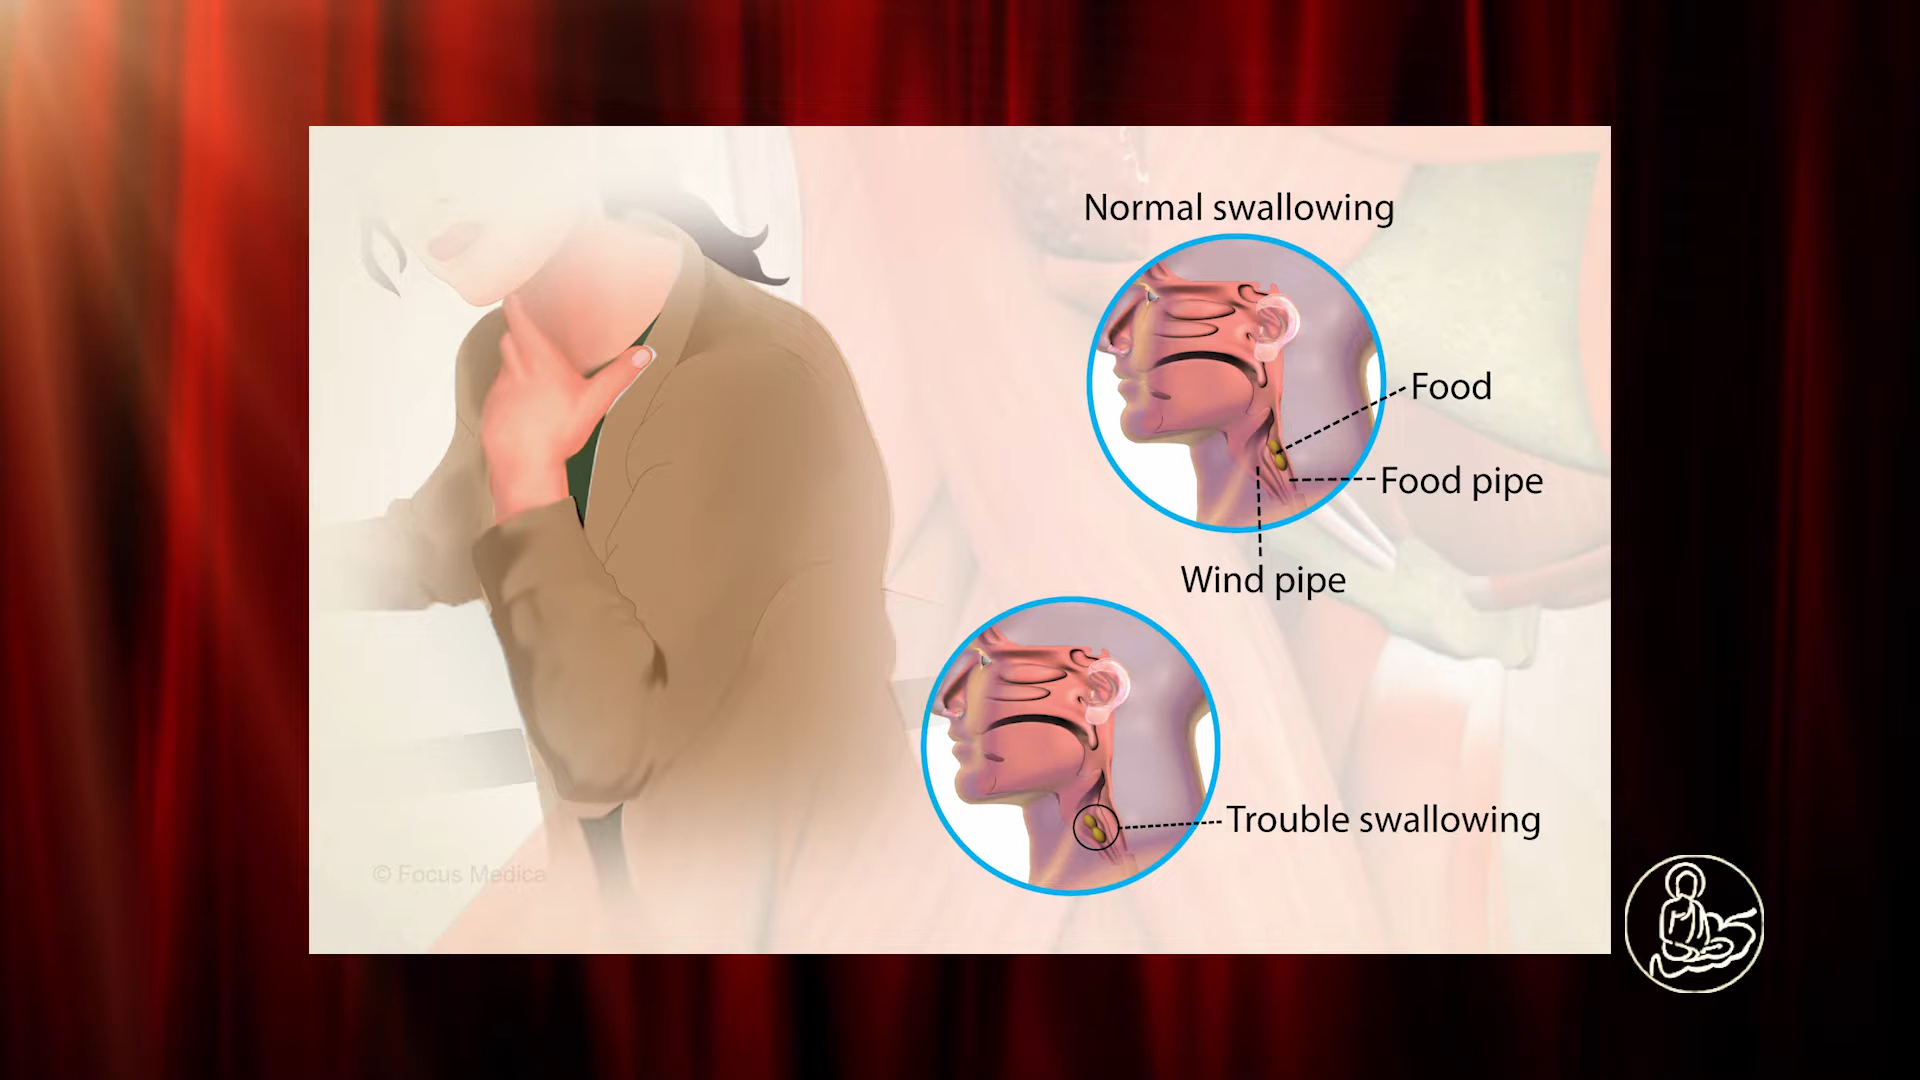 Normal swallowing
Food
Food pipe
Wind pipe
Trouble swallowing
© Focus Medica